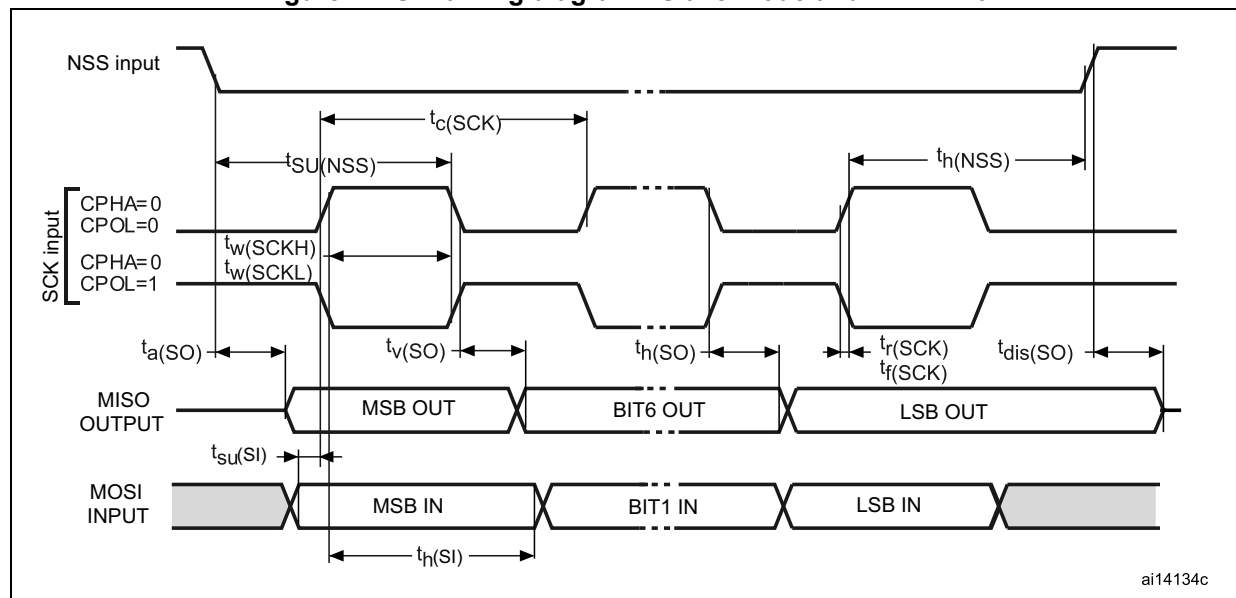 NSS input
tc(SCK)
tSU(NSS)
th(NSS)
SCK input
CPHA=0
CPOL=0
tw(SCKH)
CPHA=0
tw(SCKL)
CPOL=1
ta(SO)
tv(SO)
th(SO)
tr(SCK)
tf(SCK)
tdis(SO)
MISO
OUTPUT
MSB OUT
BIT6 OUT
LSB OUT
tsu(SI)
MOSI
INPUT
MSB IN
BIT1 IN
LSB IN
th(SI)
ai14134c